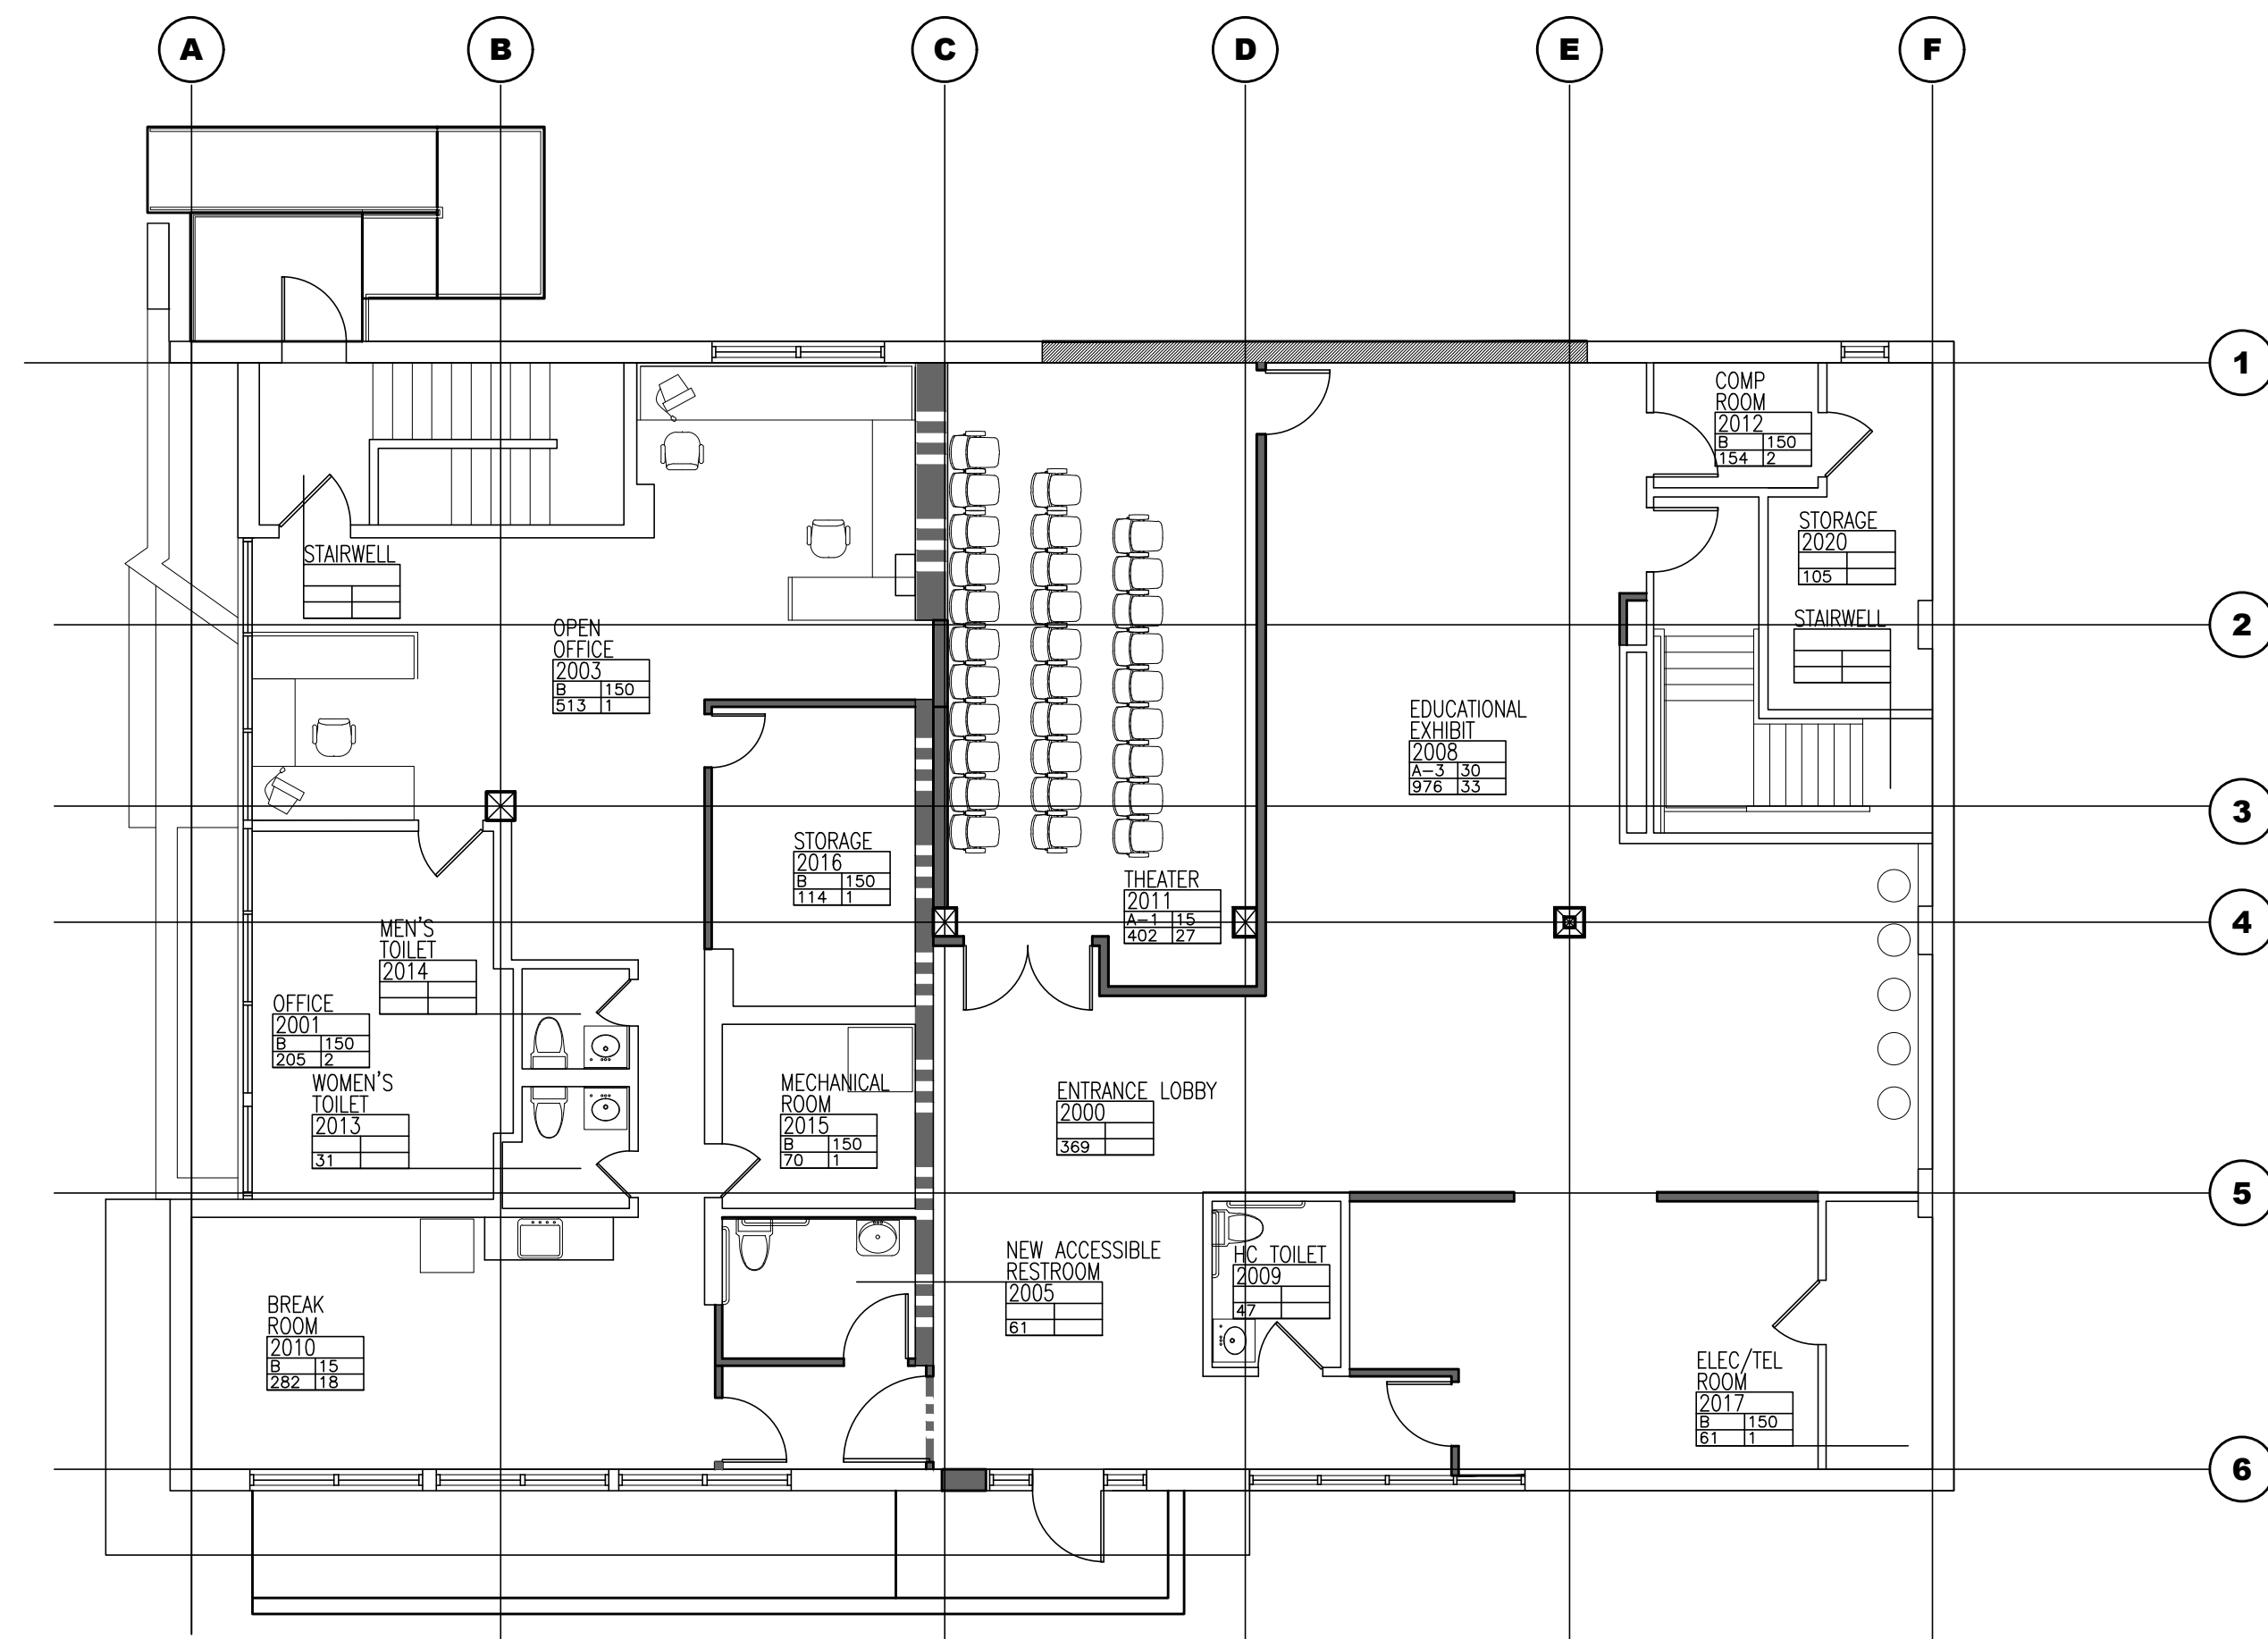 A B C D E F
1
COMP
ROOM
2012
B 150
154 2
STORAGE
2020
105
STAIRWELL
STAIRWELL
2
OPEN
OFFICE
2003
B 150
513 1
EDUCATIONAL
EXHIBIT
2008
A-3 30
976 33
3
STORAGE
2016
B 150
114 1
THEATER
2011
A-1 15
402 27
4
MEN'S
TOILET
2014
OFFICE
2001
B 150
205 2
WOMEN'S
TOILET
2013
31
MECHANICAL
ROOM
2015
B 150
70 1
ENTRANCE LOBBY
2000
369
5
NEW ACCESSIBLE
RESTROOM
2005
61
HC TOILET
2009
47
BREAK
ROOM
2010
B 15
282 18
ELEC/TEL
ROOM
2017
B 150
61 1
6